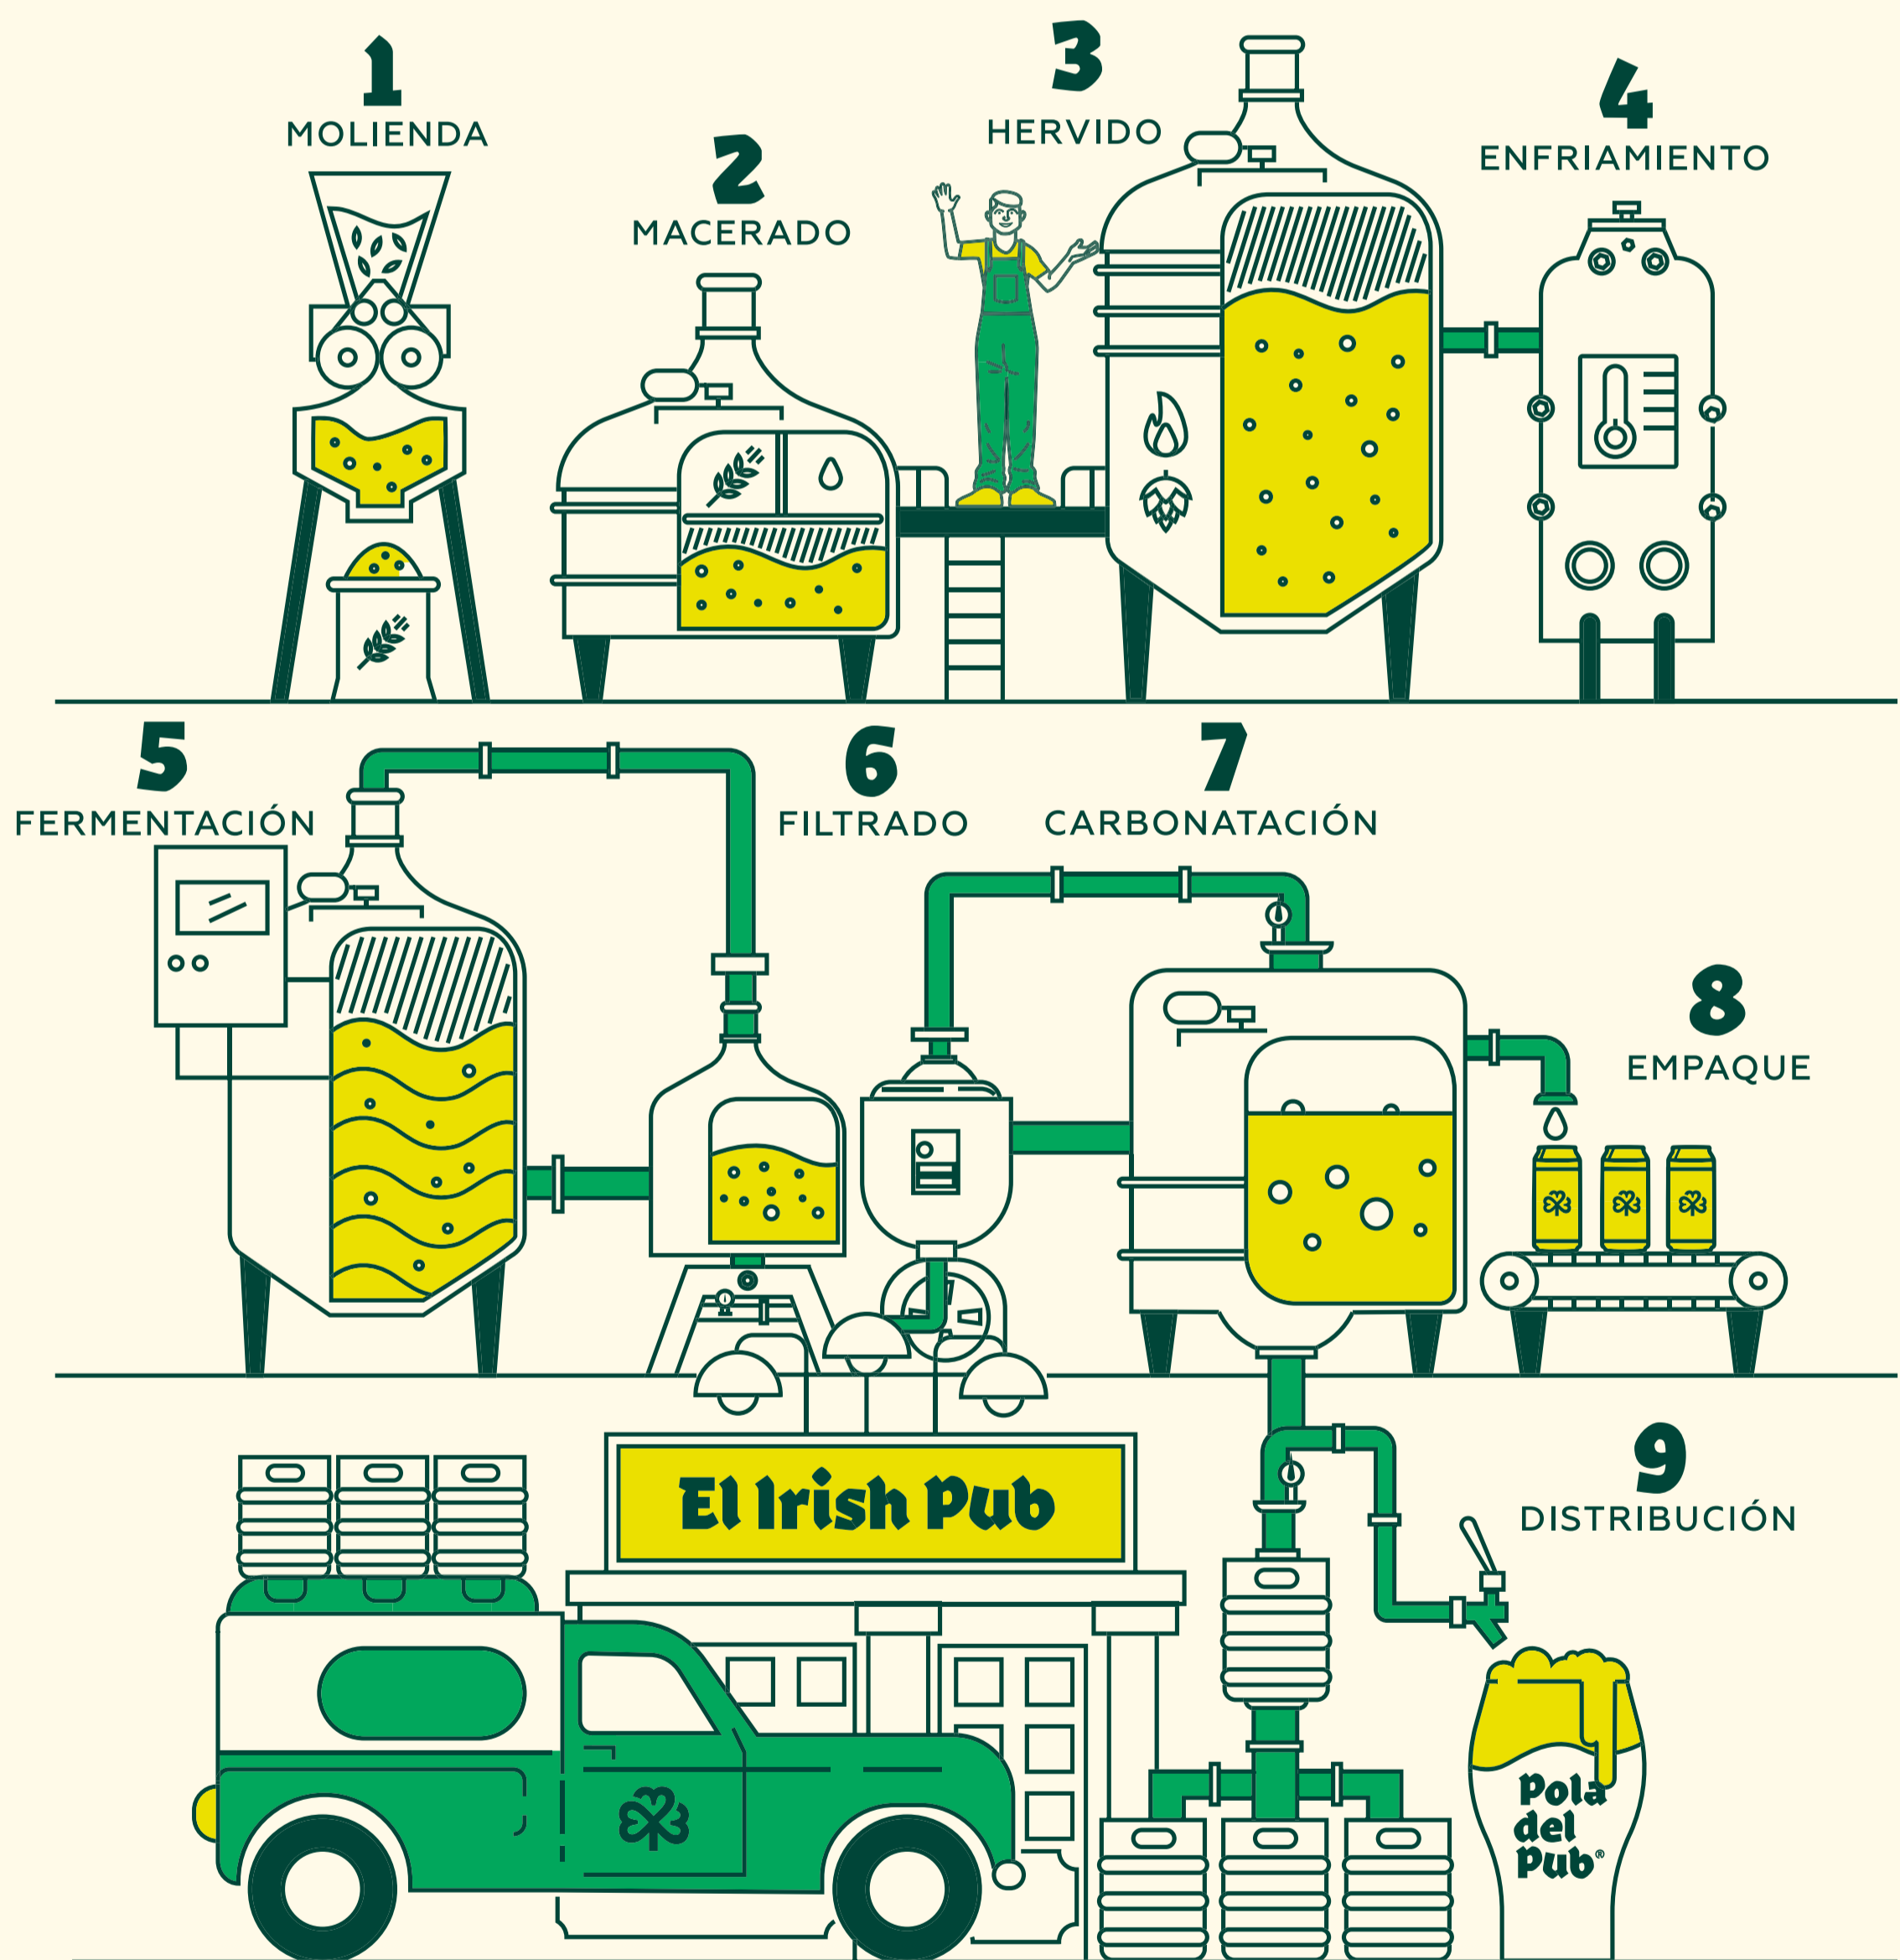 1
MOLIENDA
2
MACERADO
3
HERVIDO
4
ENFRIAMIENTO
5
FERMENTACIÓN
6
FILTRADO
7
CARBONATACIÓN
8
EMPAQUE
9
DISTRIBUCIÓN
El Irish Pub
Pola
del
Pub®